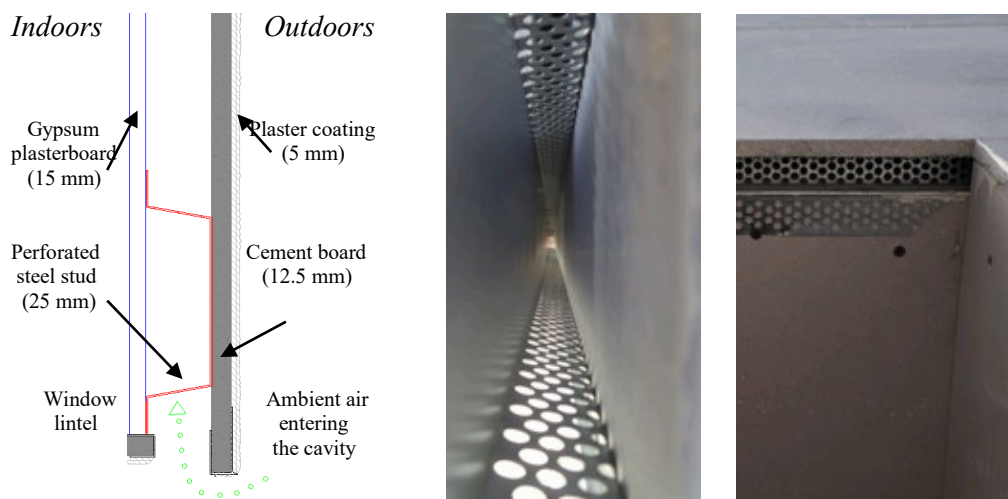 Indoors
Outdoors
Gypsum
plasterboard
(15 mm)
Plaster coating
(5 mm)
Perforated
steel stud
(25 mm)
Cement board
(12.5 mm)
Window
lintel
Ambient air
entering
the cavity